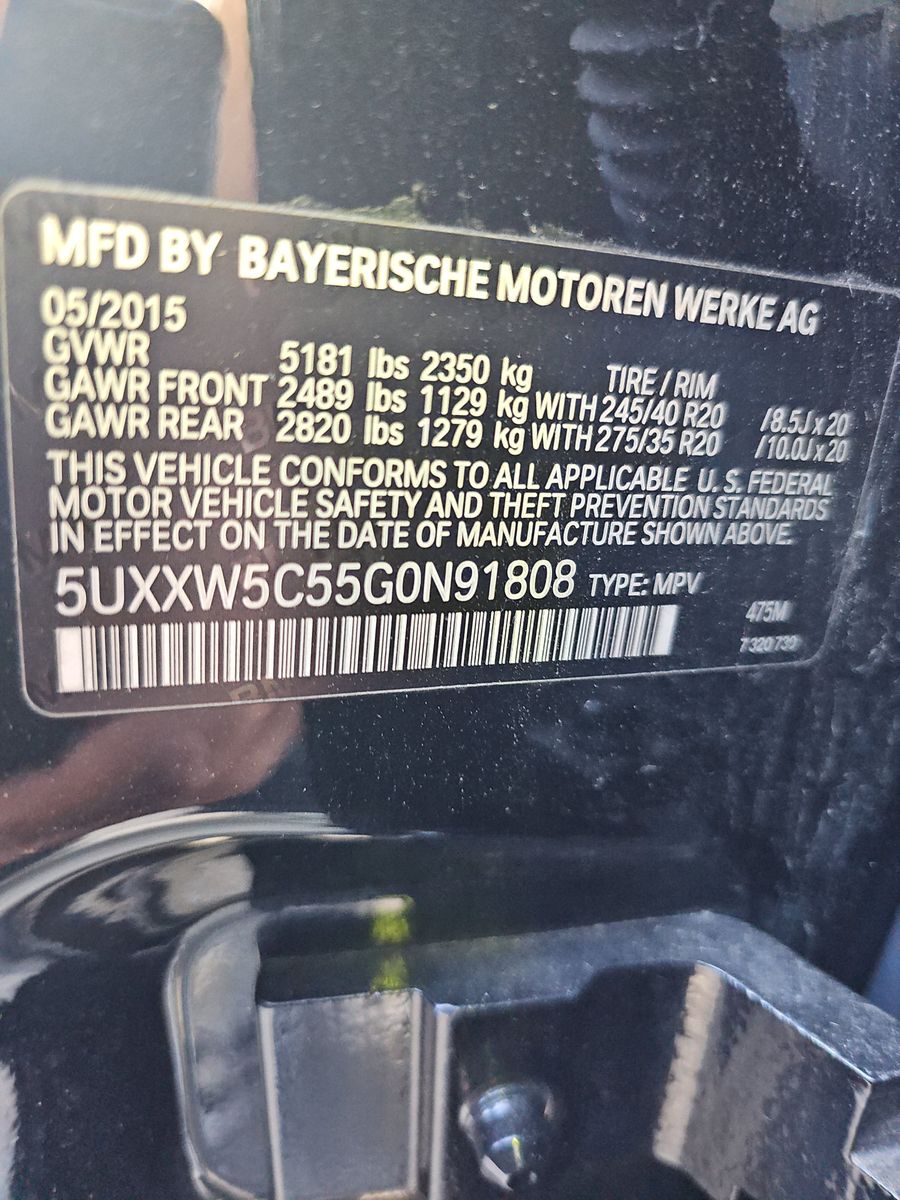 MFD BY BAYERISCHE MOTOREN WERKE AG
05/2015
GVWR 5181 lbs 2350 kg TIRE / RIM
GAWR FRONT 2489 lbs 1129 kg WITH 245/40 R20 /8.5J x 20
GAWR REAR 2820 lbs 1279 kg WITH 275/35 R20 /10.0J x 20
THIS VEHICLE CONFORMS TO ALL APPLICABLE U. S. FEDERAL
MOTOR VEHICLE SAFETY AND THEFT PREVENTION STANDARDS
IN EFFECT ON THE DATE OF MANUFACTURE SHOWN ABOVE.
5UXXW5C55G0N91808 TYPE: MPV
475M
7320730